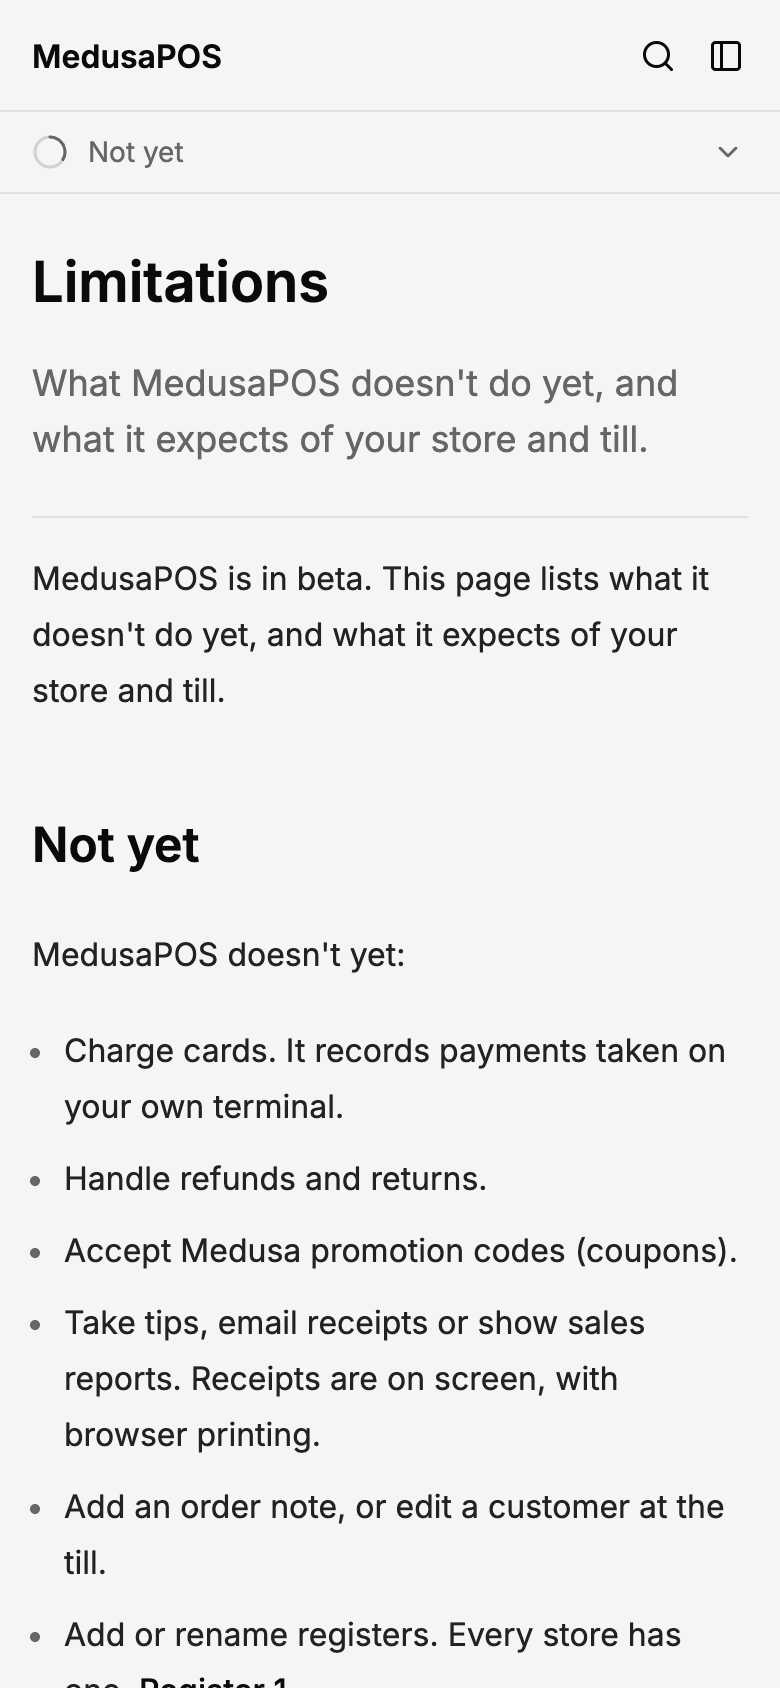 MedusaPOS
Not yet
Limitations
What MedusaPOS doesn't do yet, and
what it expects of your store and till.
MedusaPOS is in beta. This page lists what it
doesn't do yet, and what it expects of your
store and till.
Not yet
MedusaPOS doesn't yet:
Charge cards. It records payments taken on
your own terminal.
Handle refunds and returns.
Accept Medusa promotion codes (coupons).
Take tips, email receipts or show sales
reports. Receipts are on screen, with
browser printing.
Add an order note, or edit a customer at the
till.
Add or rename registers. Every store has
one, Register 1